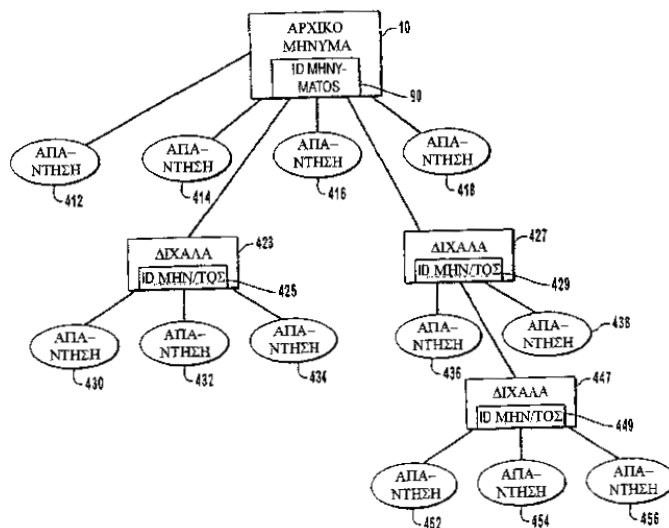 ΑΡΧΙΚΟ
ΜΗΝΥΜΑ
ID ΜΗΝΥ-
ΜΑΤΟS
10
90
ΑΠΑ-
ΝΤΗΣΗ
412
ΑΠΑ-
ΝΤΗΣΗ
414
ΑΠΑ-
ΝΤΗΣΗ
416
ΑΠΑ-
ΝΤΗΣΗ
418
ΔΙΧΑΛΑ
ID ΜΗΝ/ΤΟΣ
423
425
ΔΙΧΑΛΑ
ID ΜΗΝ/ΤΟΣ
427
429
ΑΠΑ-
ΝΤΗΣΗ
430
ΑΠΑ-
ΝΤΗΣΗ
432
ΑΠΑ-
ΝΤΗΣΗ
434
ΑΠΑ-
ΝΤΗΣΗ
436
ΑΠΑ-
ΝΤΗΣΗ
438
ΔΙΧΑΛΑ
ID ΜΗΝ/ΤΟΣ
447
449
ΑΠΑ-
ΝΤΗΣΗ
452
ΑΠΑ-
ΝΤΗΣΗ
454
ΑΠΑ-
ΝΤΗΣΗ
456